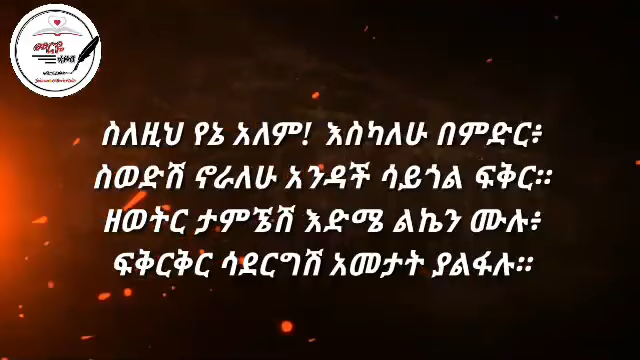 ስለዚህ የኔ አለም! እስካለሁ በምድር፥
ስወድሽ ኖራለሁ አንዳች ሳይጎል ፍቅር።
ዘወትር ታምኜሽ እድሜ ልኬን ሙሉ፥
ፍቅርቅር ሳደርግሽ አመታት ያልፋሉ።